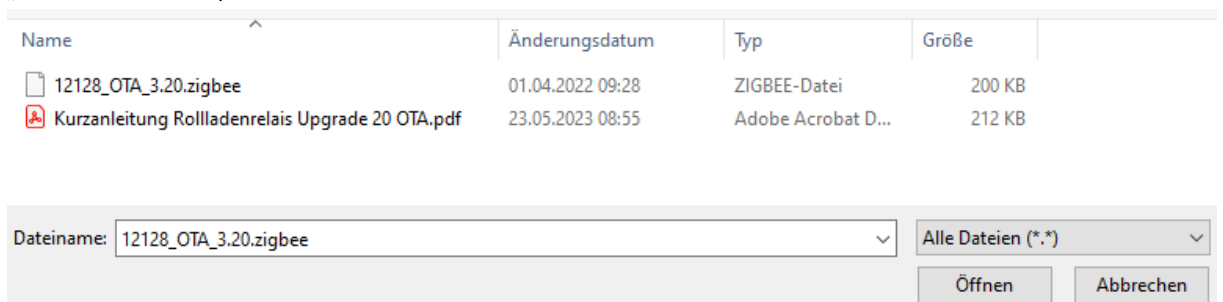 Name Änderungsdatum Typ Größe
12128_OTA_3.20.zigbee 01.04.2022 09:28 ZIGBEE-Datei 200 KB
Kurzanleitung Rollladenrelais Upgrade 20 OTA.pdf 23.05.2023 08:55 Adobe Acrobat D... 212 KB
Dateiname: 12128_OTA_3.20.zigbee Alle Dateien (*.*)
Öffnen Abbrechen